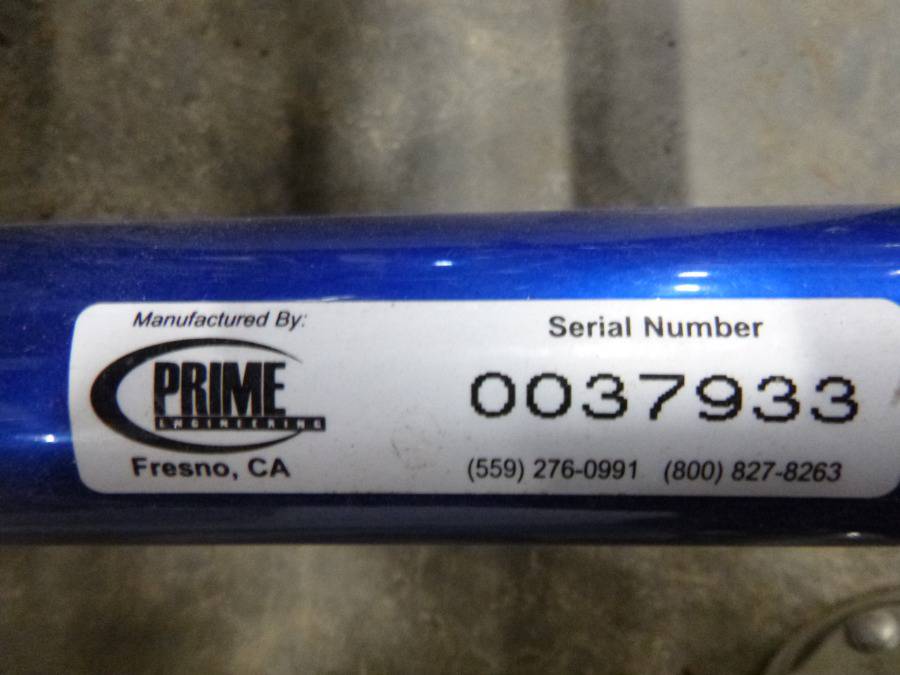 Manufactured By:
PRIME
ENGINEERING
Fresno, CA
Serial Number
0037933
(559) 276-0991 (800) 827-8263